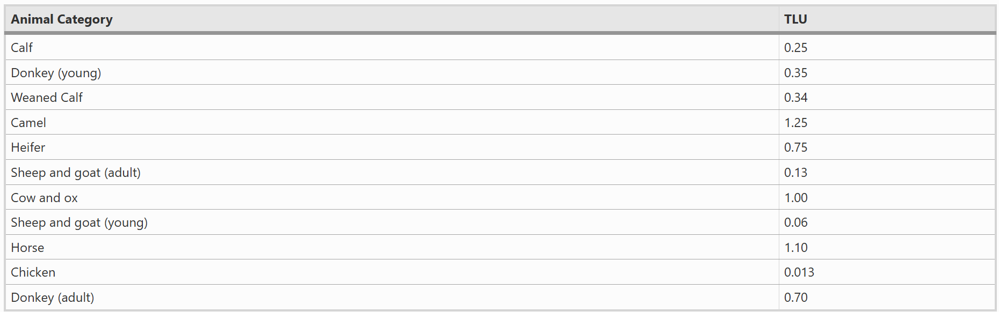 Animal Category TLU
Calf 0.25
Donkey (young) 0.35
Weaned Calf 0.34
Camel 1.25
Heifer 0.75
Sheep and goat (adult) 0.13
Cow and ox 1.00
Sheep and goat (young) 0.06
Horse 1.10
Chicken 0.013
Donkey (adult) 0.70